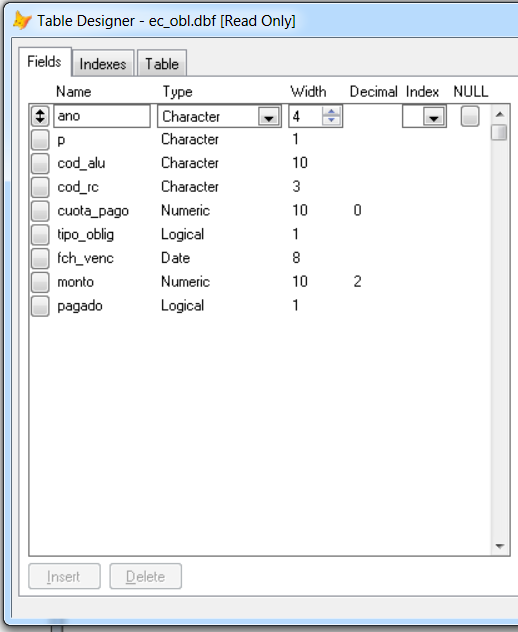 Table Designer - ec_obl.dbf [Read Only]
Fields Indexes Table
Name Type Width Decimal Index NULL
ano Character 4
p Character 1
cod_alu Character 10
cod_rc Character 3
cuota_pago Numeric 10 0
tipo_oblig Logical 1
fch_venc Date 8
monto Numeric 10 2
pagado Logical 1
Insert Delete